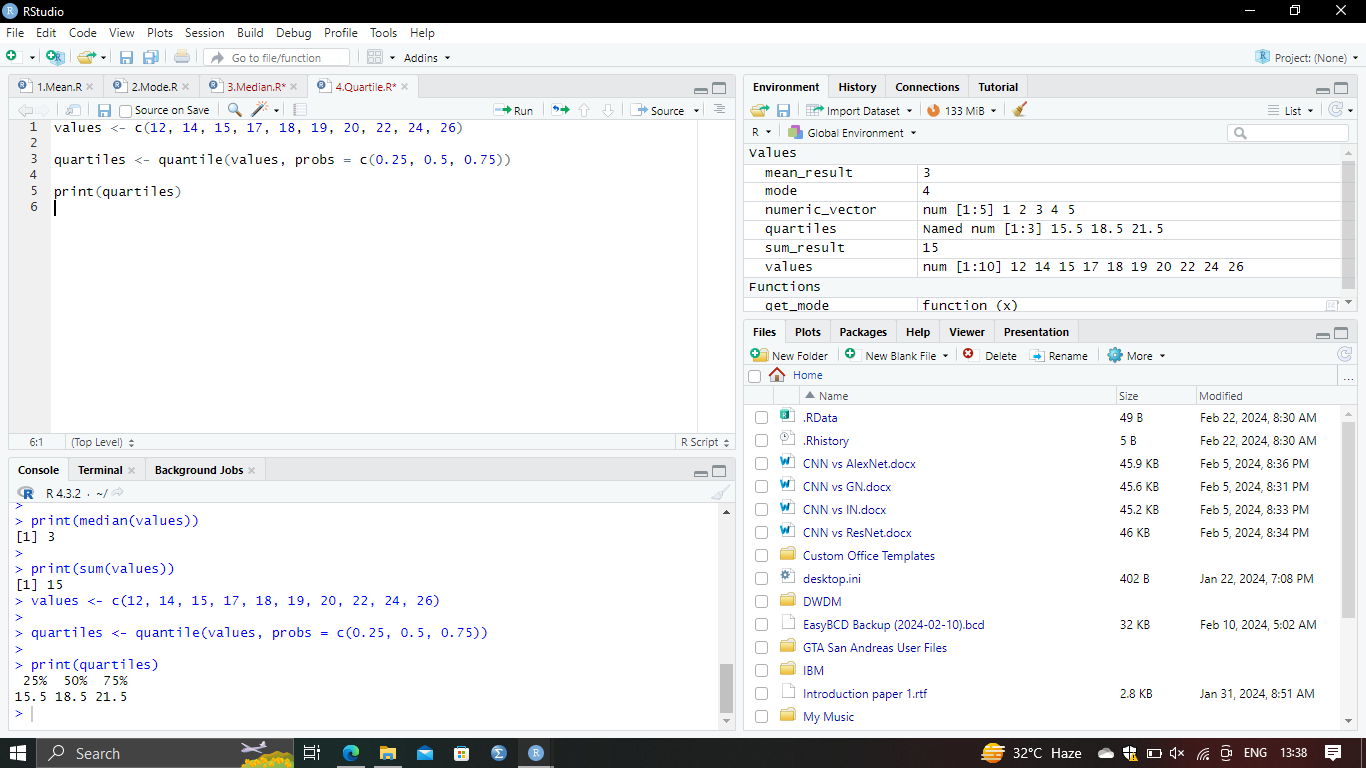 RStudio
File Edit Code View Plots Session Build Debug Profile Tools Help
Go to file/function Addins Project: (None)
1.Mean.R 2.Mode.R 3.Median.R* 4.Quartile.R*
Source on Save Run Source
1 values <- c(12, 14, 15, 17, 18, 19, 20, 22, 24, 26)
2
3 quartiles <- quantile(values, probs = c(0.25, 0.5, 0.75))
4
5 print(quartiles)
6
6:1 (Top Level) R Script
Console Terminal Background Jobs
R 4.3.2 · ~/
>
> print(median(values))
[1] 3
>
> print(sum(values))
[1] 15
> values <- c(12, 14, 15, 17, 18, 19, 20, 22, 24, 26)
>
> quartiles <- quantile(values, probs = c(0.25, 0.5, 0.75))
>
> print(quartiles)
25% 50% 75%
15.5 18.5 21.5
>
Environment History Connections Tutorial
Import Dataset 133 MiB List
R Global Environment
Values
mean_result 3
mode 4
numeric_vector num [1:5] 1 2 3 4 5
quartiles Named num [1:3] 15.5 18.5 21.5
sum_result 15
values num [1:10] 12 14 15 17 18 19 20 22 24 26
Functions
get_mode function (x)
Files Plots Packages Help Viewer Presentation
New Folder New Blank File Delete Rename More
Home ...
Name Size Modified
.RData 49 B Feb 22, 2024, 8:30 AM
.Rhistory 5 B Feb 22, 2024, 8:30 AM
CNN vs AlexNet.docx 45.9 KB Feb 5, 2024, 8:36 PM
CNN vs GN.docx 45.6 KB Feb 5, 2024, 8:31 PM
CNN vs IN.docx 45.2 KB Feb 5, 2024, 8:33 PM
CNN vs ResNet.docx 46 KB Feb 5, 2024, 8:34 PM
Custom Office Templates
desktop.ini 402 B Jan 22, 2024, 7:08 PM
DWDM
EasyBCD Backup (2024-02-10).bcd 32 KB Feb 10, 2024, 5:02 AM
GTA San Andreas User Files
IBM
Introduction paper 1.rtf 2.8 KB Jan 31, 2024, 8:51 AM
My Music
Search 32°C Haze ENG 13:38